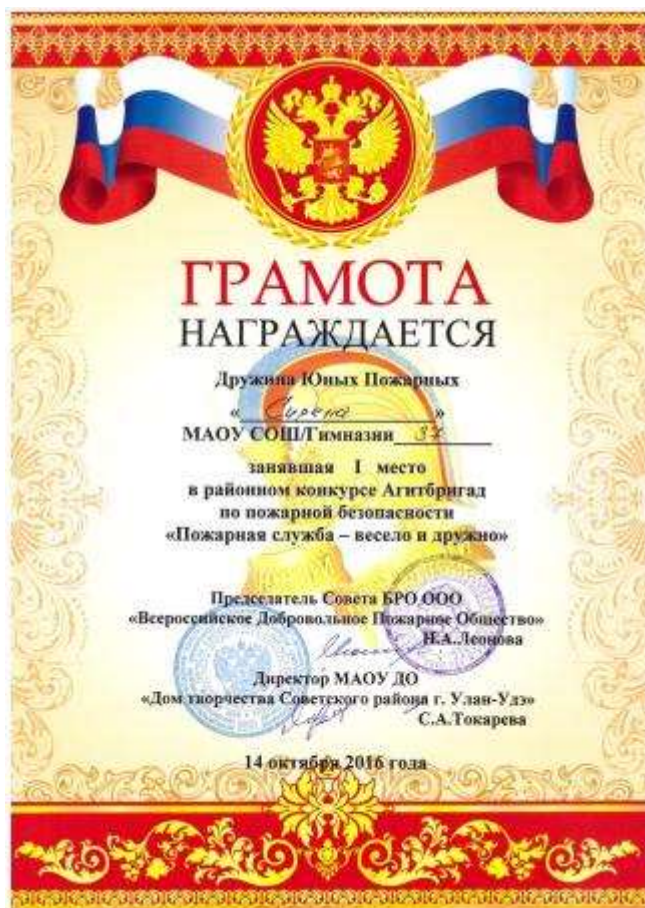 ГРАМОТА
НАГРАЖДАЕТСЯ
Дружина Юных Пожарных
« Сирена »
МАОУ СОШ/Гимназии 37
занявшая I место
в районном конкурсе Агитбригад
по пожарной безопасности
«Пожарная служба – весело и дружно»
Председатель Совета БРО ООО
«Всероссийское Добровольное Пожарное Общество»
Н.А.Леонова
Директор МАОУ ДО
«Дом творчества Советского района г. Улан-Удэ»
С.А.Токарева
14 октября 2016 года